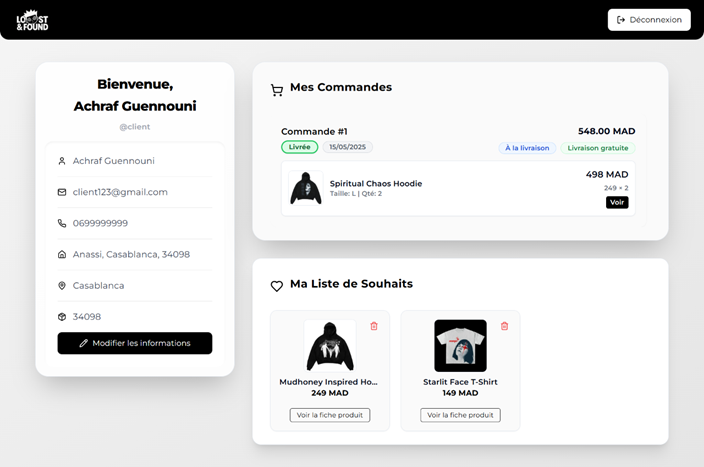 LOOST
& FOUND
Déconnexion
Bienvenue,
Achraf Guennouni
@client
Achraf Guennouni
client123@gmail.com
0699999999
Anassi, Casablanca, 34098
Casablanca
34098
Modifier les informations
Mes Commandes
Commande #1
548.00 MAD
Livrée
15/05/2025
À la livraison
Livraison gratuite
Spiritual Chaos Hoodie
Taille: L | Qté: 2
498 MAD
249 × 2
Voir
Ma Liste de Souhaits
Mudhoney Inspired Ho...
249 MAD
Voir la fiche produit
Starlit Face T-Shirt
149 MAD
Voir la fiche produit